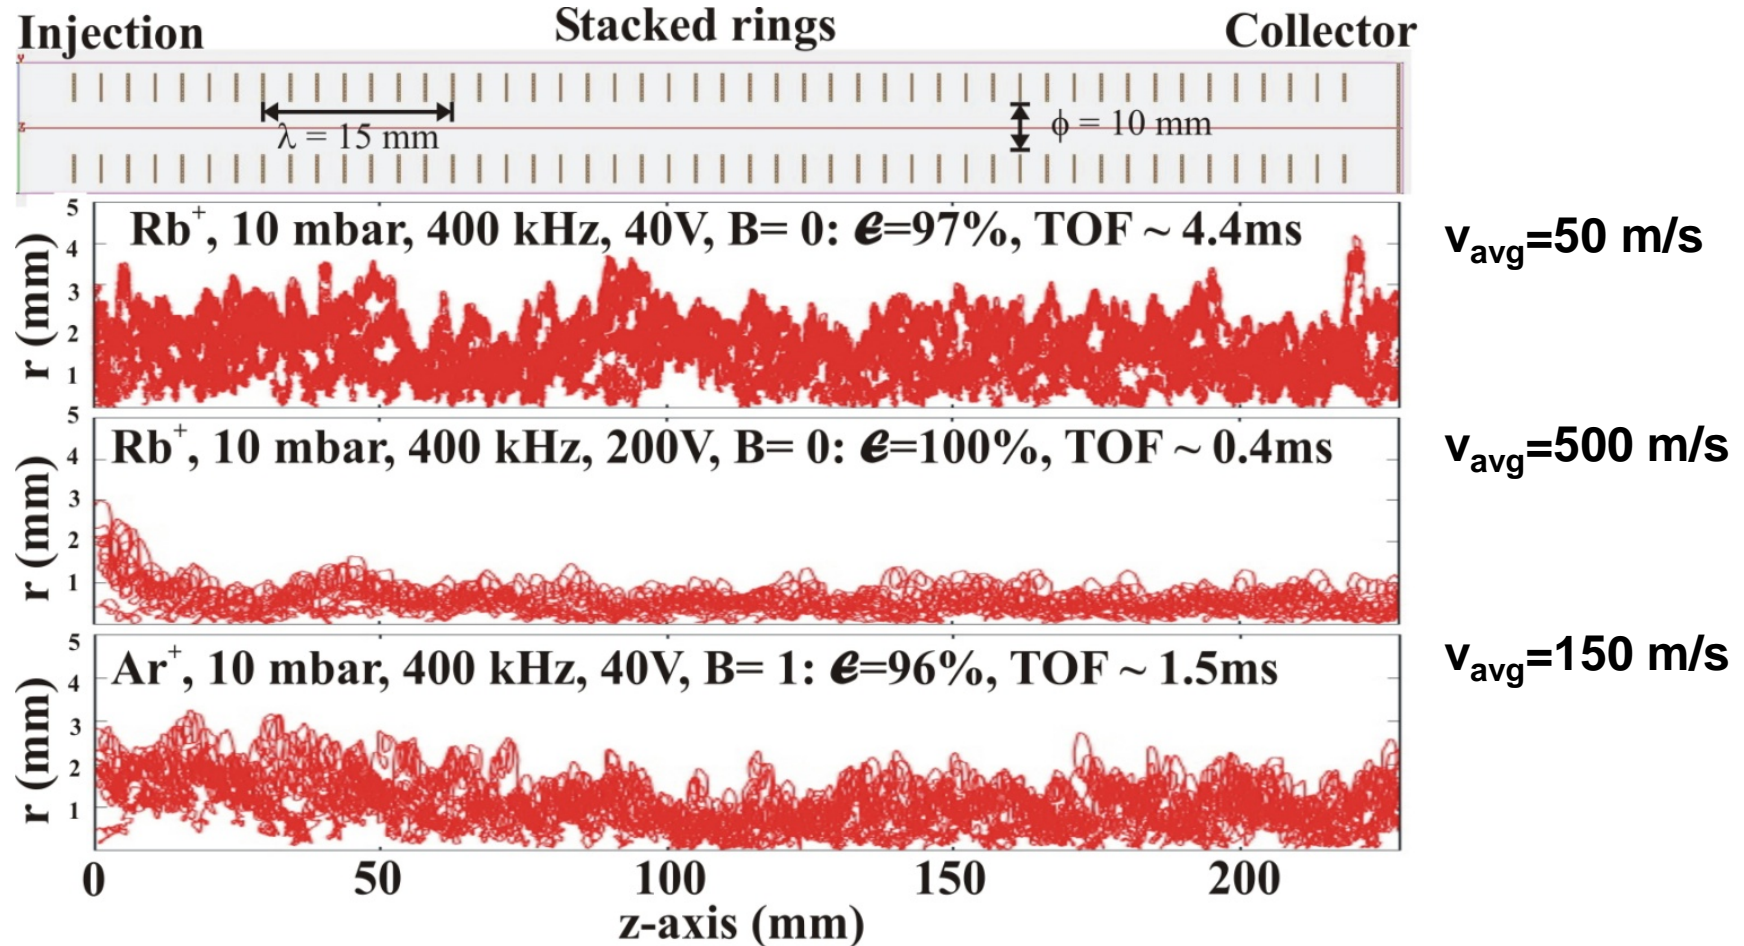 Injection Stacked rings Collector
Y
Z
λ = 15 mm
ϕ = 10 mm
5
4
3
2
1
r (mm)
Rb⁺, 10 mbar, 400 kHz, 40V, B= 0: ϵ=97%, TOF ~ 4.4ms
v_avg=50 m/s
5
4
3
2
1
r (mm)
Rb⁺, 10 mbar, 400 kHz, 200V, B= 0: ϵ=100%, TOF ~ 0.4ms
v_avg=500 m/s
5
4
3
2
1
r (mm)
Ar⁺, 10 mbar, 400 kHz, 40V, B= 1: ϵ=96%, TOF ~ 1.5ms
v_avg=150 m/s
0 50 100 150 200
z-axis (mm)